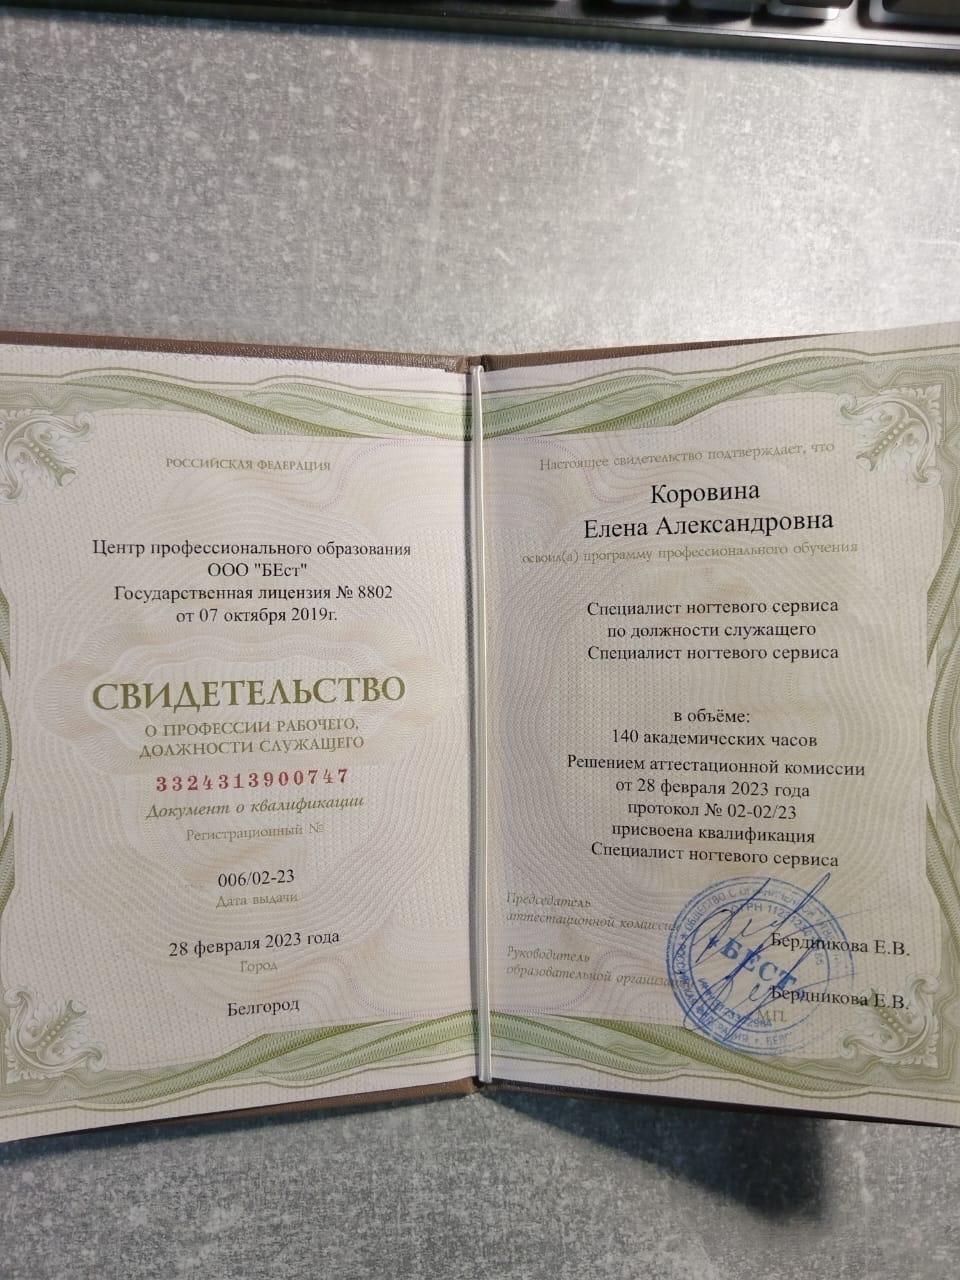 РОССИЙСКАЯ ФЕДЕРАЦИЯ
Центр профессионального образования
ООО "БЕст"
Государственная лицензия № 8802
от 07 октября 2019г.
СВИДЕТЕЛЬСТВО
О ПРОФЕССИИ РАБОЧЕГО,
ДОЛЖНОСТИ СЛУЖАЩЕГО
3324313900747
Документ о квалификации
Регистрационный №
006/02-23
Дата выдачи
28 февраля 2023 года
Город
Белгород
Настоящее свидетельство подтверждает, что
Коровина
Елена Александровна
освоил(а) программу профессионального обучения
Специалист ногтевого сервиса
по должности служащего
Специалист ногтевого сервиса
в объёме:
140 академических часов
Решением аттестационной комиссии
от 28 февраля 2023 года
протокол № 02-02/23
присвоена квалификация
Специалист ногтевого сервиса
Председатель
аттестационной комиссии
Бердникова Е.В.
Руководитель
образовательной организации
Бердникова Е.В.
М.П.
БЕСТ